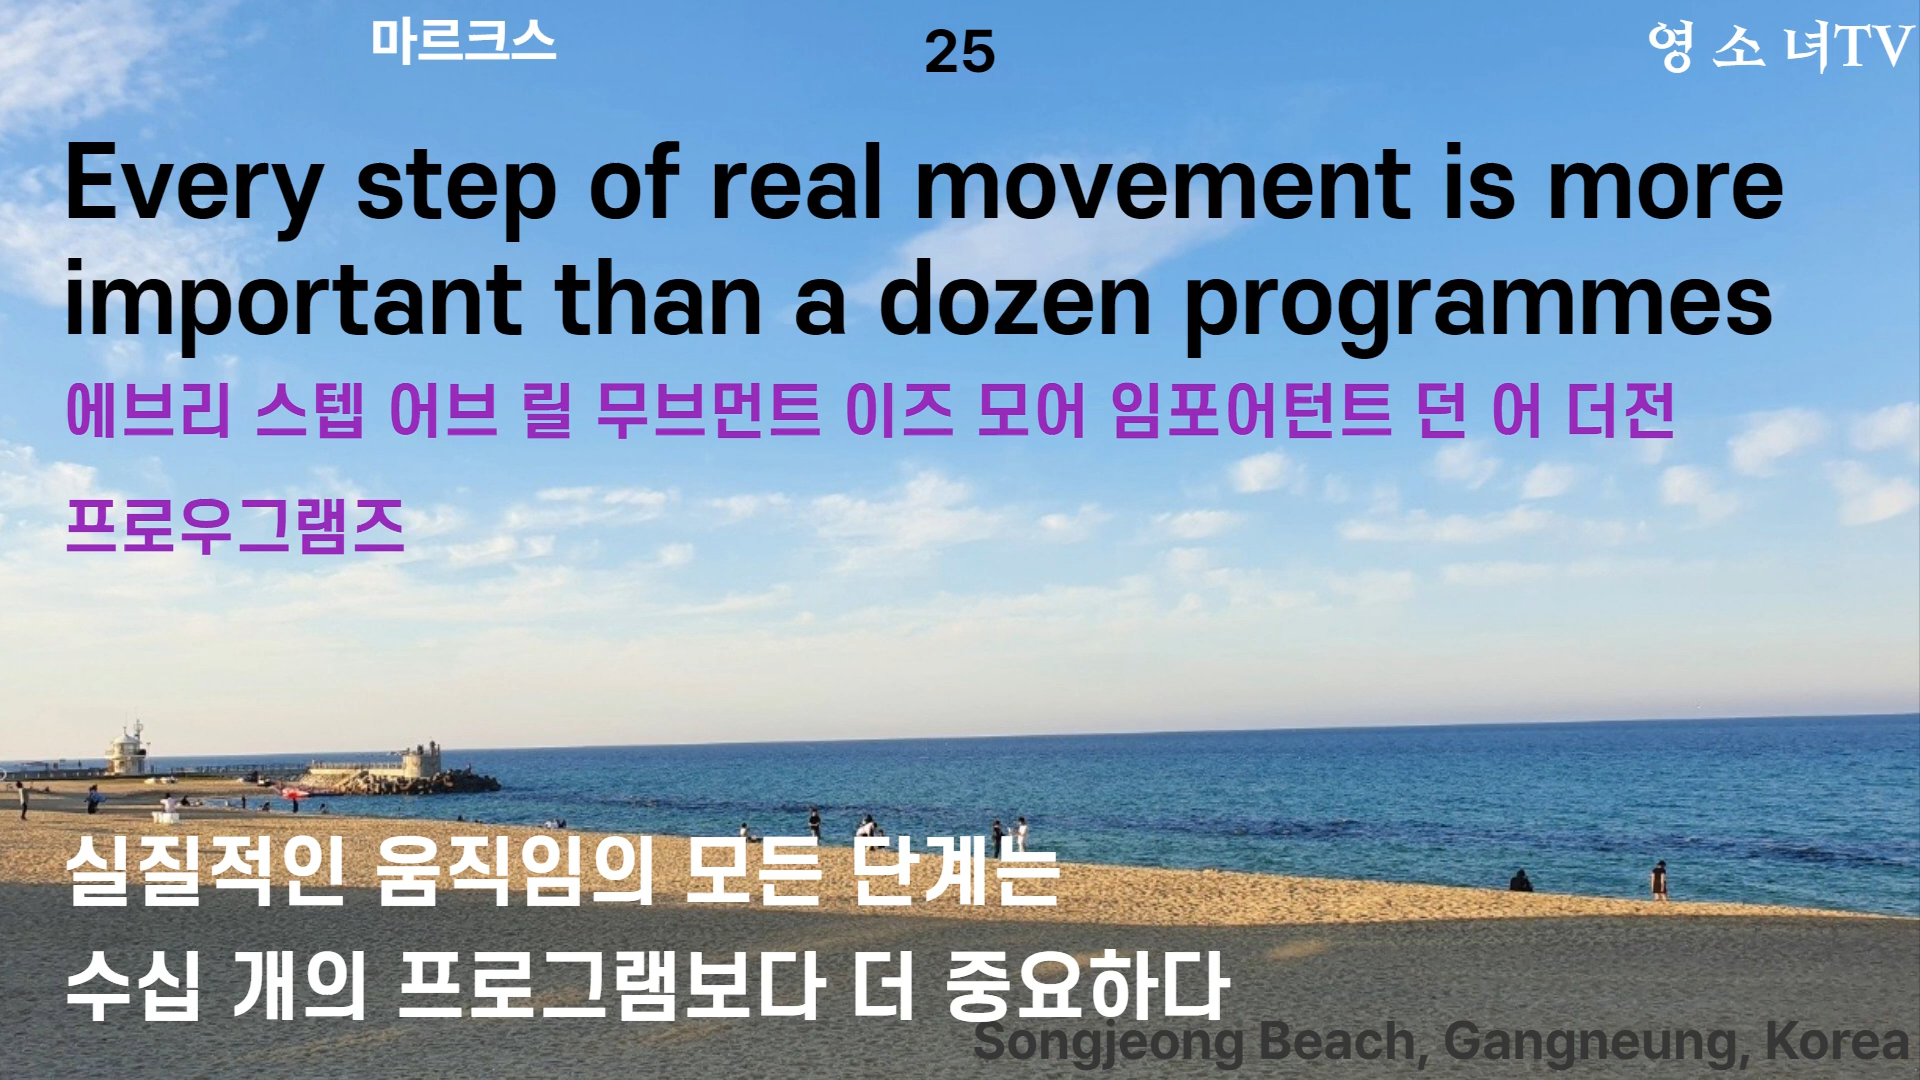 마르크스
25
영 소 녀TV
Every step of real movement is more
important than a dozen programmes
에브리 스텝 어브 릴 무브먼트 이즈 모어 임포어턴트 던 어 더전
프로우그램즈
실질적인 움직임의 모든 단계는
수십 개의 프로그램보다 더 중요하다
Songjeong Beach, Gangneung, Korea